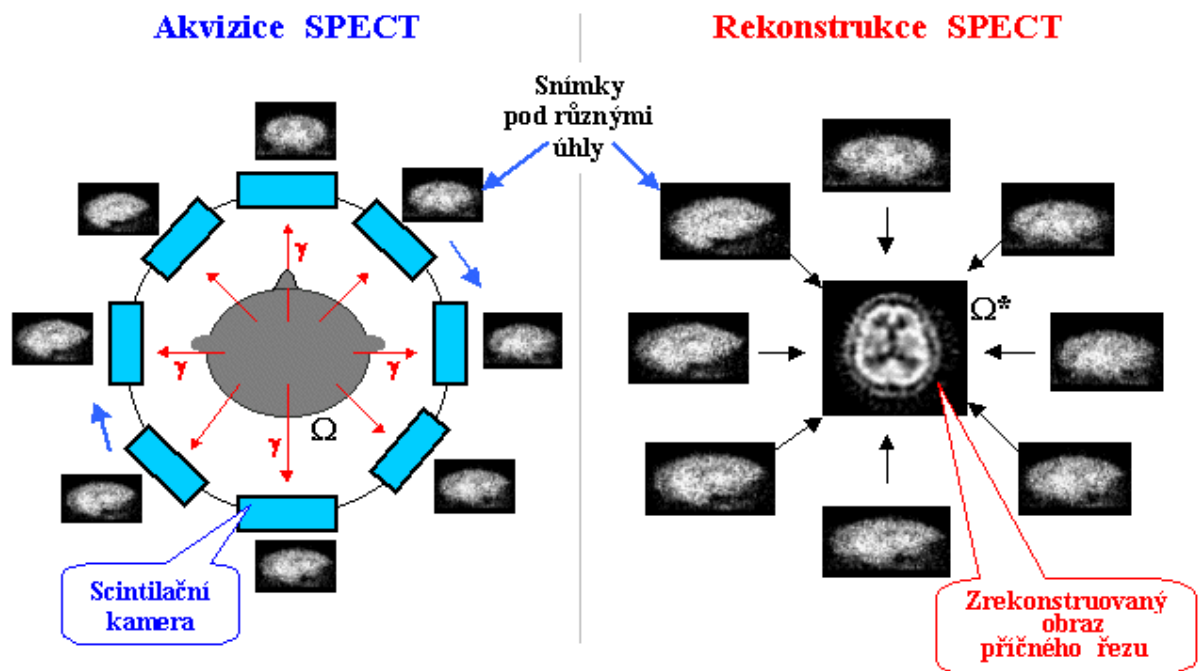 Akvizice SPECT
Rekonstrukce SPECT
Snímky
pod různými
úhly
γ
γ
γ
γ
Ω
Ω*
Scintilační
kamera
Zrekonstruovaný
obraz
příčného řezu